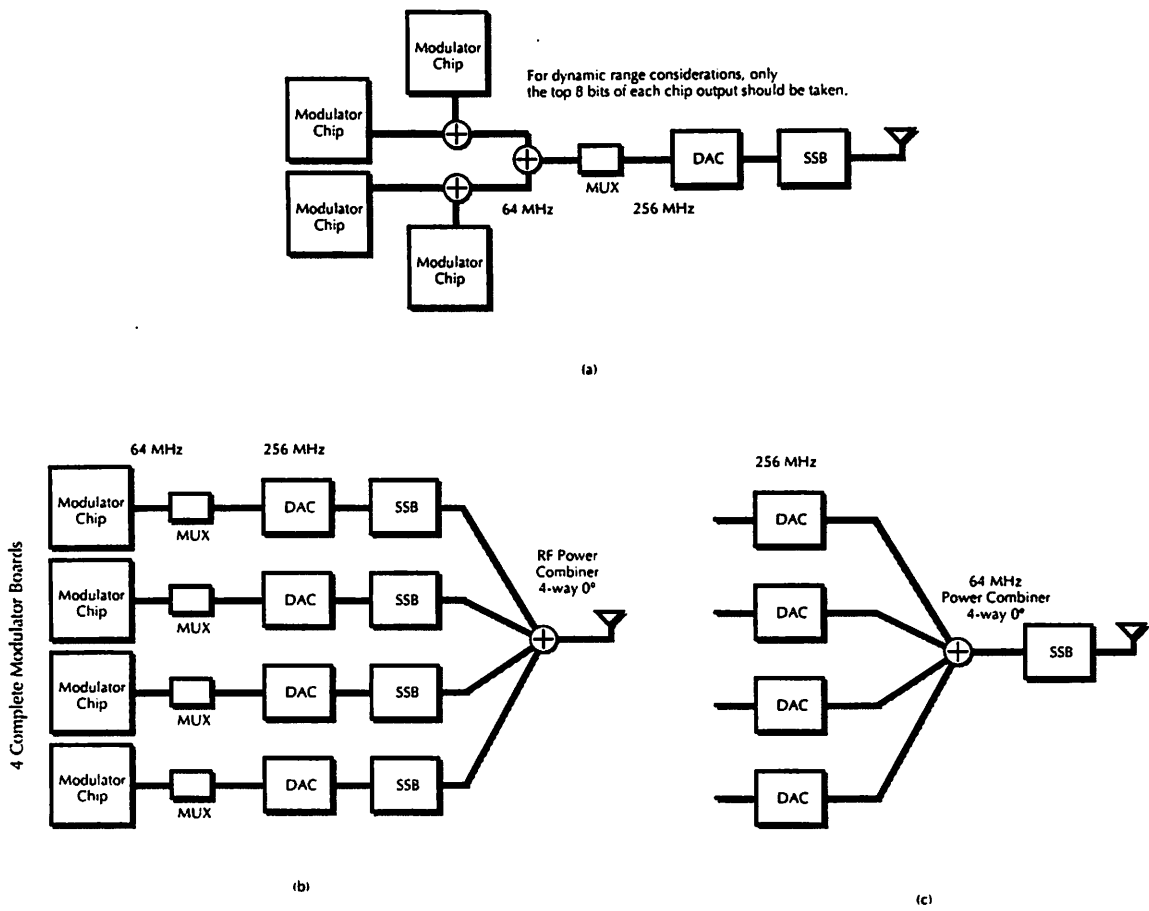 Modulator
Chip
For dynamic range considerations, only
the top 8 bits of each chip output should be taken.
Modulator
Chip
DAC
SSB
MUX
Modulator
Chip
64 MHz
256 MHz
Modulator
Chip
(a)
4 Complete Modulator Boards
64 MHz
256 MHz
Modulator
Chip
DAC
SSB
MUX
Modulator
Chip
DAC
SSB
MUX
Modulator
Chip
DAC
SSB
MUX
Modulator
Chip
DAC
SSB
MUX
RF Power
Combiner
4-way 0°
(b)
256 MHz
DAC
DAC
DAC
DAC
64 MHz
Power Combiner
4-way 0°
SSB
(c)